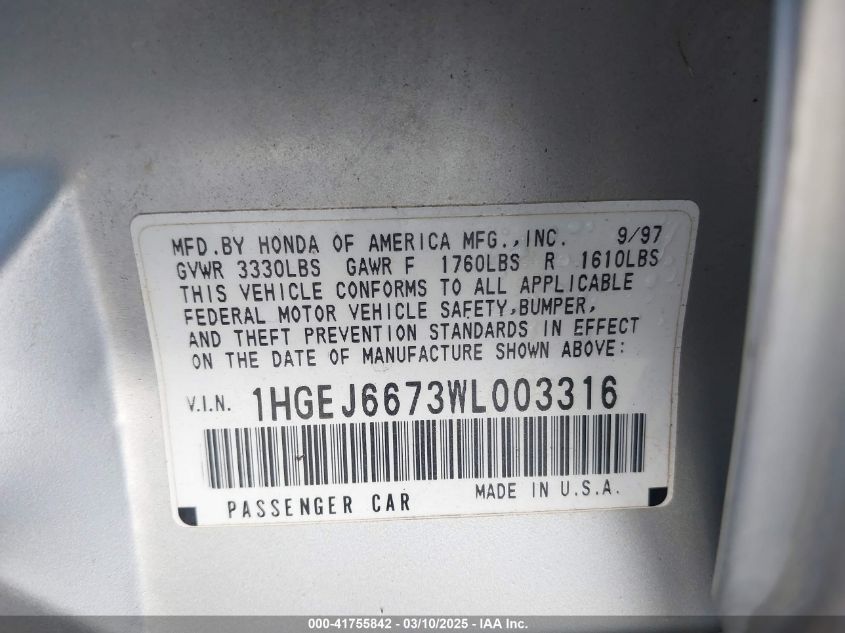 MFD.BY HONDA OF AMERICA MFG.,INC. 9/97
GVWR 3330LBS GAWR F 1760LBS R 1610LBS
THIS VEHICLE CONFORMS TO ALL APPLICABLE
FEDERAL MOTOR VEHICLE SAFETY,BUMPER,
AND THEFT PREVENTION STANDARDS IN EFFECT
ON THE DATE OF MANUFACTURE SHOWN ABOVE:
V.I.N. 1HGEJ6673WL003316
PASSENGER CAR MADE IN U.S.A.
000-41755842 - 03/10/2025 - IAA Inc.